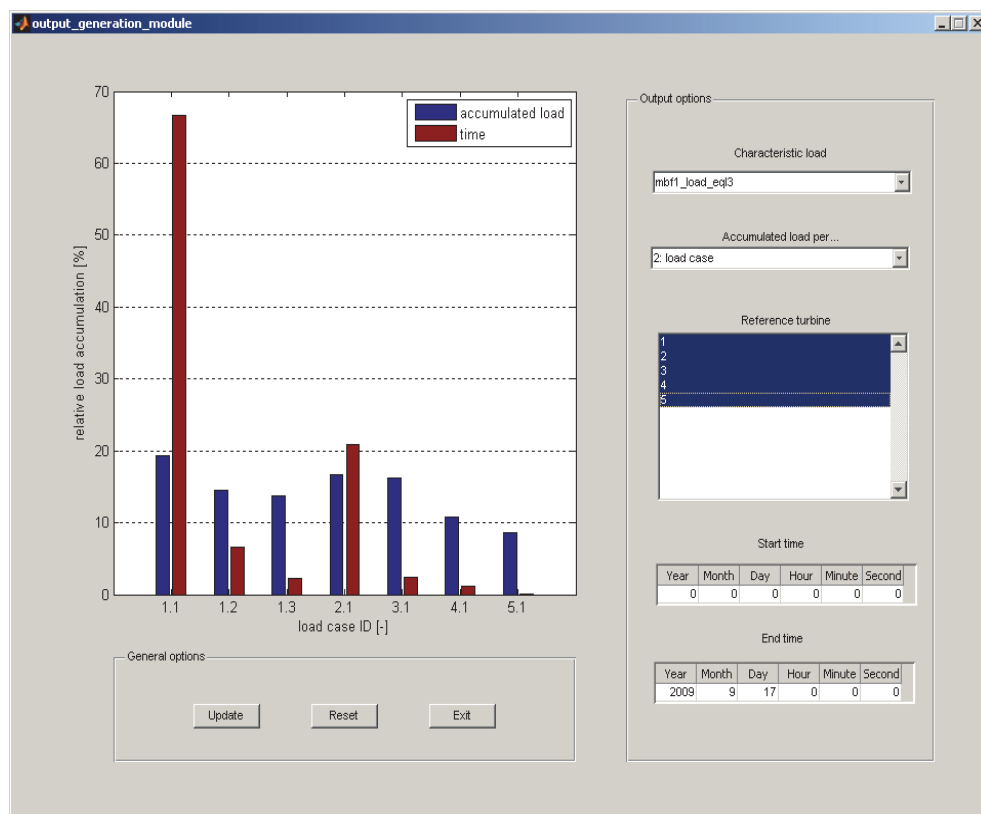 output_generation_module
70
60
50
40
30
20
10
0
relative load accumulation [%]
accumulated load
time
1.1 1.2 1.3 2.1 3.1 4.1 5.1
load case ID [-]
General options
Update Reset Exit
Output options
Characteristic load
mbf1_load_eql3
Accumulated load per...
2: load case
Reference turbine
1
2
3
4
5
Start time
Year Month Day Hour Minute Second
0 0 0 0 0 0
End time
Year Month Day Hour Minute Second
2009 9 17 0 0 0